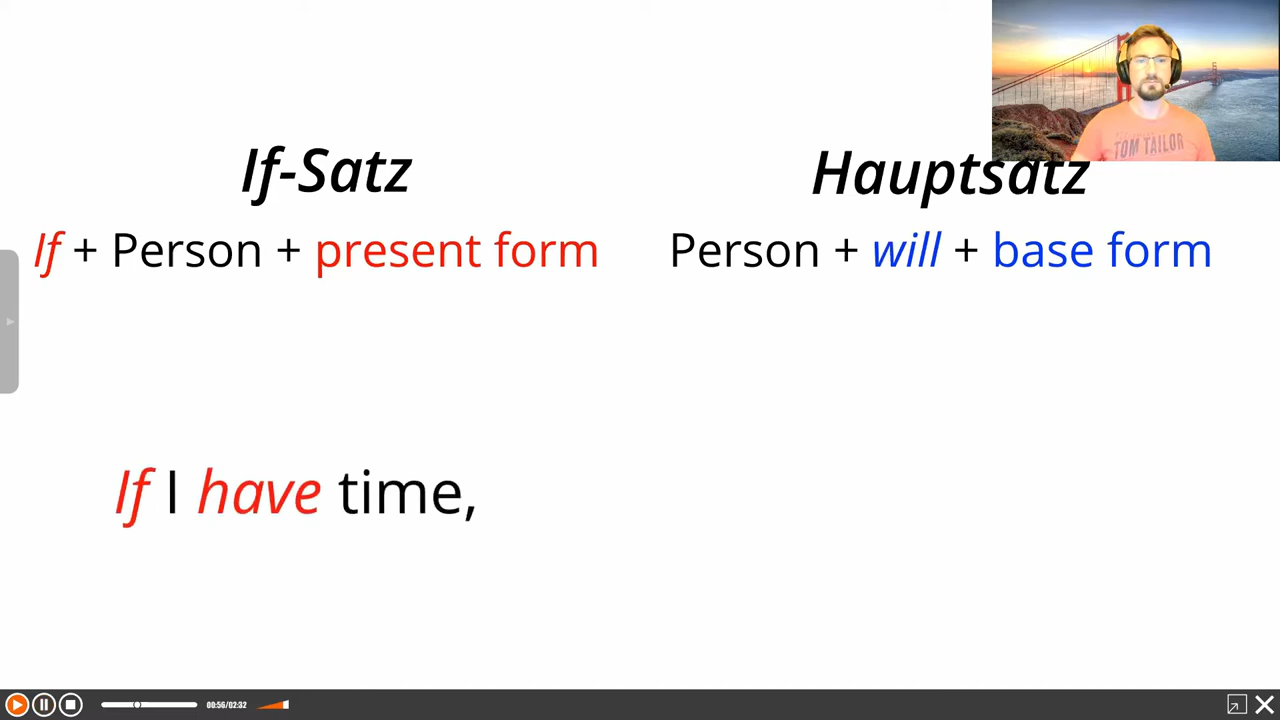 TOM TAILOR
If-Satz
Hauptsatz
If + Person + present form
Person + will + base form
If I have time,
00:56/02:32